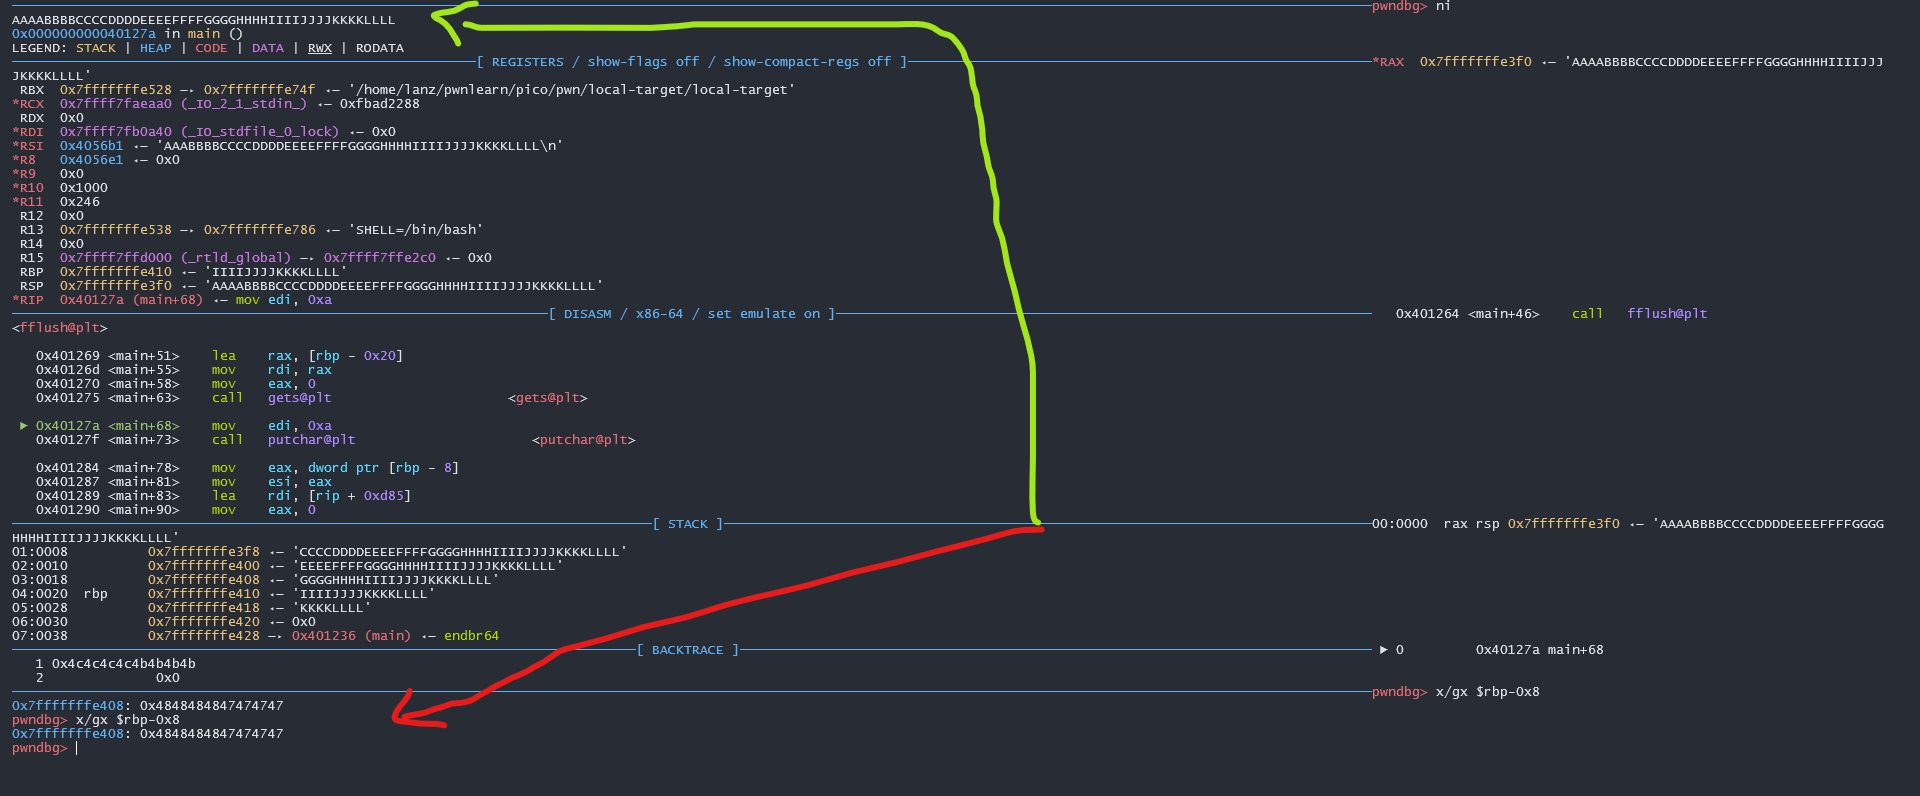 pwndbg> ni
AAAABBBBCCCCDDDDEEEEFFFFGGGGHHHHIIIIJJJJKKKKLLLL
0x000000000040127a in main ()
LEGEND: STACK | HEAP | CODE | DATA | RWX | RODATA
[ REGISTERS / show-flags off / show-compact-regs off ]
*RAX  0x7fffffffe3f0 ◂— 'AAAABBBBCCCCDDDDEEEEFFFFGGGGHHHHIIIIJJJ
JKKKKLLLL'
 RBX  0x7fffffffe528 —▸ 0x7fffffffe74f ◂— '/home/lanz/pwnlearn/pico/pwn/local-target/local-target'
*RCX  0x7ffff7faeaa0 (_IO_2_1_stdin_) ◂— 0xfbad2288
 RDX  0x0
*RDI  0x7ffff7fb0a40 (_IO_stdfile_0_lock) ◂— 0x0
*RSI  0x4056b1 ◂— 'AAABBBBCCCCDDDDEEEEFFFFGGGGHHHHIIIIJJJJKKKKLLLL\n'
*R8   0x4056e1 ◂— 0x0
*R9   0x0
*R10  0x1000
*R11  0x246
 R12  0x0
 R13  0x7fffffffe538 —▸ 0x7fffffffe786 ◂— 'SHELL=/bin/bash'
 R14  0x0
 R15  0x7ffff7ffd000 (_rtld_global) —▸ 0x7ffff7ffe2c0 ◂— 0x0
 RBP  0x7fffffffe410 ◂— 'IIIIJJJJKKKKLLLL'
 RSP  0x7fffffffe3f0 ◂— 'AAAABBBBCCCCDDDDEEEEFFFFGGGGHHHHIIIIJJJJKKKKLLLL'
*RIP  0x40127a (main+68) ◂— mov edi, 0xa
[ DISASM / x86-64 / set emulate on ]
0x401264 <main+46>    call   fflush@plt
<fflush@plt>
0x401269 <main+51>    lea    rax, [rbp - 0x20]
0x40126d <main+55>    mov    rdi, rax
0x401270 <main+58>    mov    eax, 0
0x401275 <main+63>    call   gets@plt                      <gets@plt>
► 0x40127a <main+68>    mov    edi, 0xa
0x40127f <main+73>    call   putchar@plt                      <putchar@plt>
0x401284 <main+78>    mov    eax, dword ptr [rbp - 8]
0x401287 <main+81>    mov    esi, eax
0x401289 <main+83>    lea    rdi, [rip + 0xd85]
0x401290 <main+90>    mov    eax, 0
[ STACK ]
00:0000  rax rsp 0x7fffffffe3f0 ◂— 'AAAABBBBCCCCDDDDEEEEFFFFGGGG
HHHHIIIIJJJJKKKKLLLL'
01:0008          0x7fffffffe3f8 ◂— 'CCCCDDDDEEEEFFFFGGGGHHHHIIIIJJJJKKKKLLLL'
02:0010          0x7fffffffe400 ◂— 'EEEEFFFFGGGGHHHHIIIIJJJJKKKKLLLL'
03:0018          0x7fffffffe408 ◂— 'GGGGHHHHIIIIJJJJKKKKLLLL'
04:0020  rbp     0x7fffffffe410 ◂— 'IIIIJJJJKKKKLLLL'
05:0028          0x7fffffffe418 ◂— 'KKKKLLLL'
06:0030          0x7fffffffe420 ◂— 0x0
07:0038          0x7fffffffe428 —▸ 0x401236 (main) ◂— endbr64
[ BACKTRACE ]
► 0         0x40127a main+68
1 0x4c4c4c4c4b4b4b4b
2              0x0
pwndbg> x/gx $rbp-0x8
0x7fffffffe408: 0x4848484847474747
pwndbg> x/gx $rbp-0x8
0x7fffffffe408: 0x4848484847474747
pwndbg>